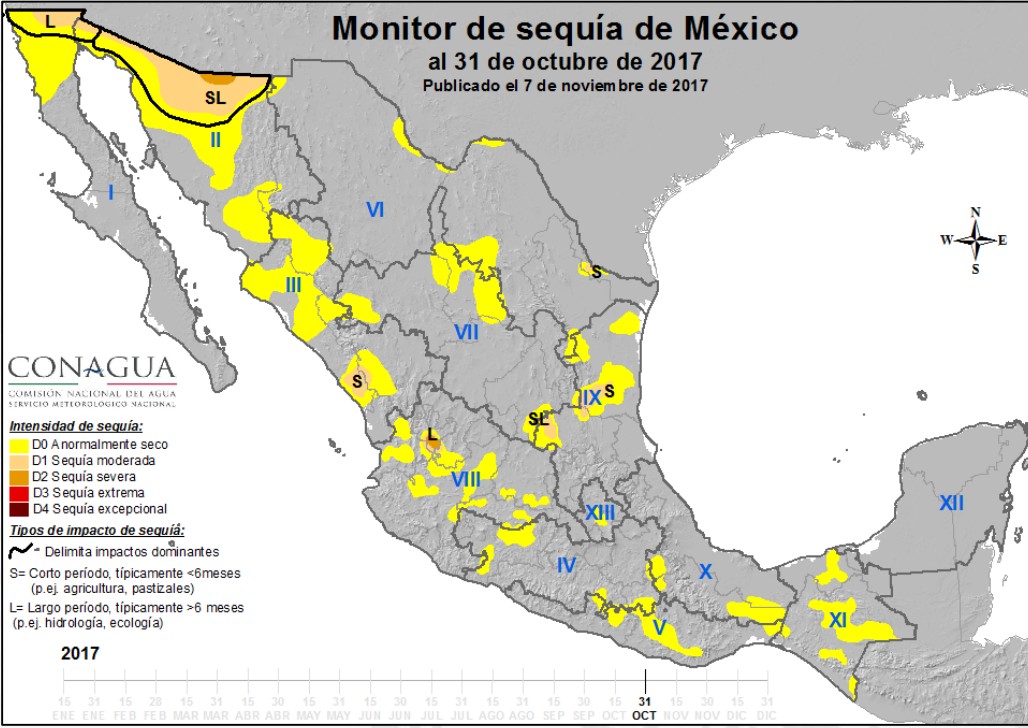 Monitor de sequía de México
al 31 de octubre de 2017
Publicado el 7 de noviembre de 2017
L
SL
II
I
VI
N
W E
S
S
III
VII
S
IX S
SL
L
VIII
XIII
XII
IV
X
V
XI
CONAGUA
COMISIÓN NACIONAL DEL AGUA
SERVICIO METEOROLÓGICO NACIONAL
Intensidad de sequía:
D0 Anormalmente seco
D1 Sequía moderada
D2 Sequía severa
D3 Sequía extrema
D4 Sequía excepcional
Tipos de impacto de sequía:
~ Delimita impactos dominantes
S= Corto período, típicamente <6meses
(p.ej. agricultura, pastizales)
L= Largo período, típicamente >6 meses
(p.ej. hidrología, ecología)
2017
15 31 15 28 15 31 15 30 15 31 15 30 15 31 15 31 15 30 15 31 15 30 15 31
ENE ENE FEB FEB MAR MAR ABR ABR MAY MAY JUN JUN JUL JUL AGO AGO SEP SEP OCT OCT NOV NOV DIC DIC